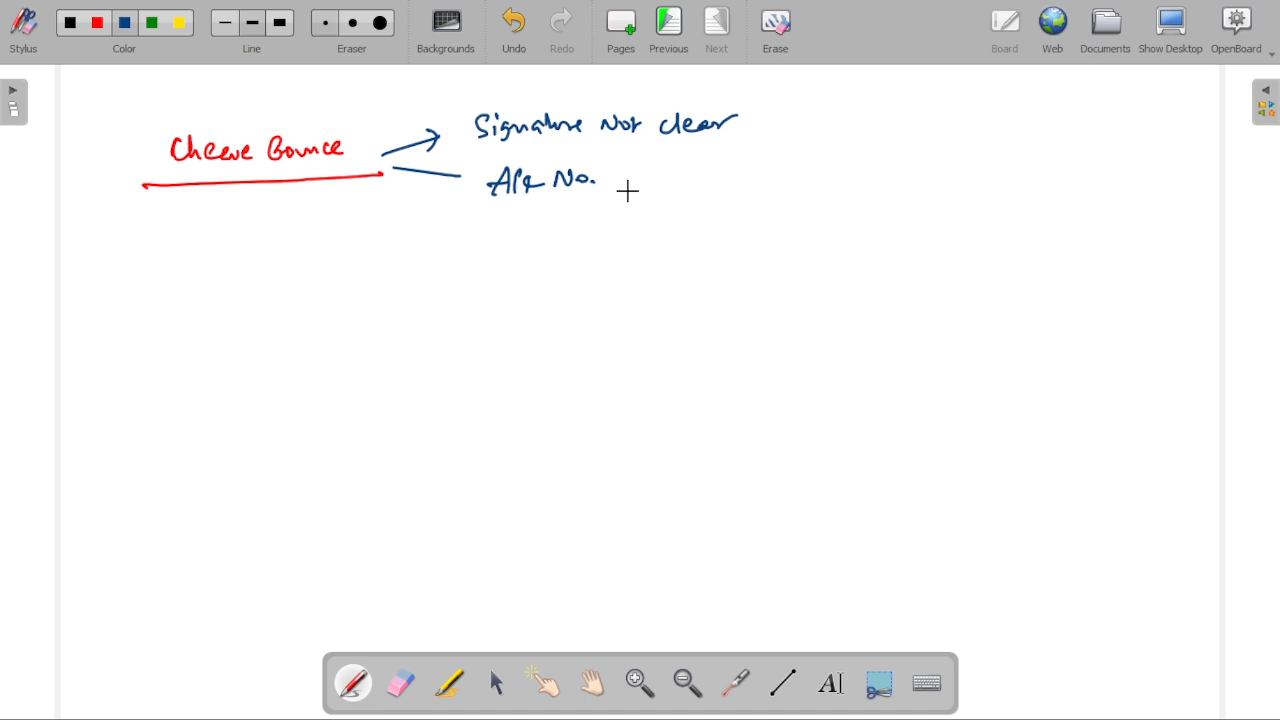 Stylus
Color
Line
Eraser
Backgrounds
Undo
Redo
Pages
Previous
Next
Erase
Board
Web
Documents
Show Desktop
OpenBoard
Signature Not clear
Bounce
No.
AI